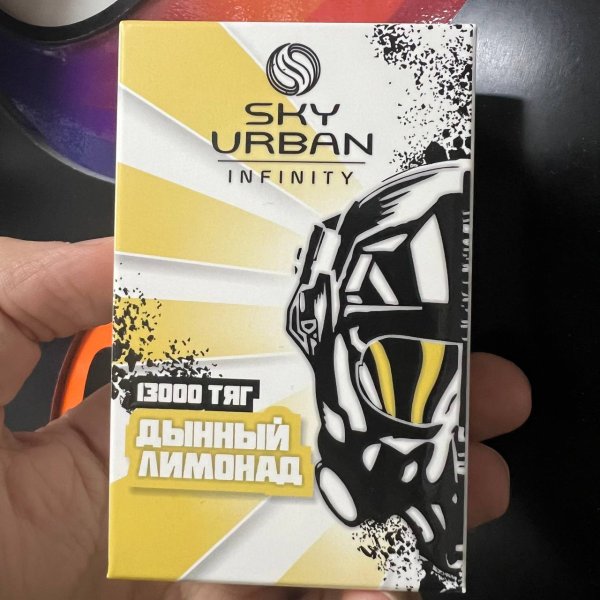 SKY
URBAN
INFINITY
13000 ТЯГ
ДЫННЫЙ
ЛИМОНАД